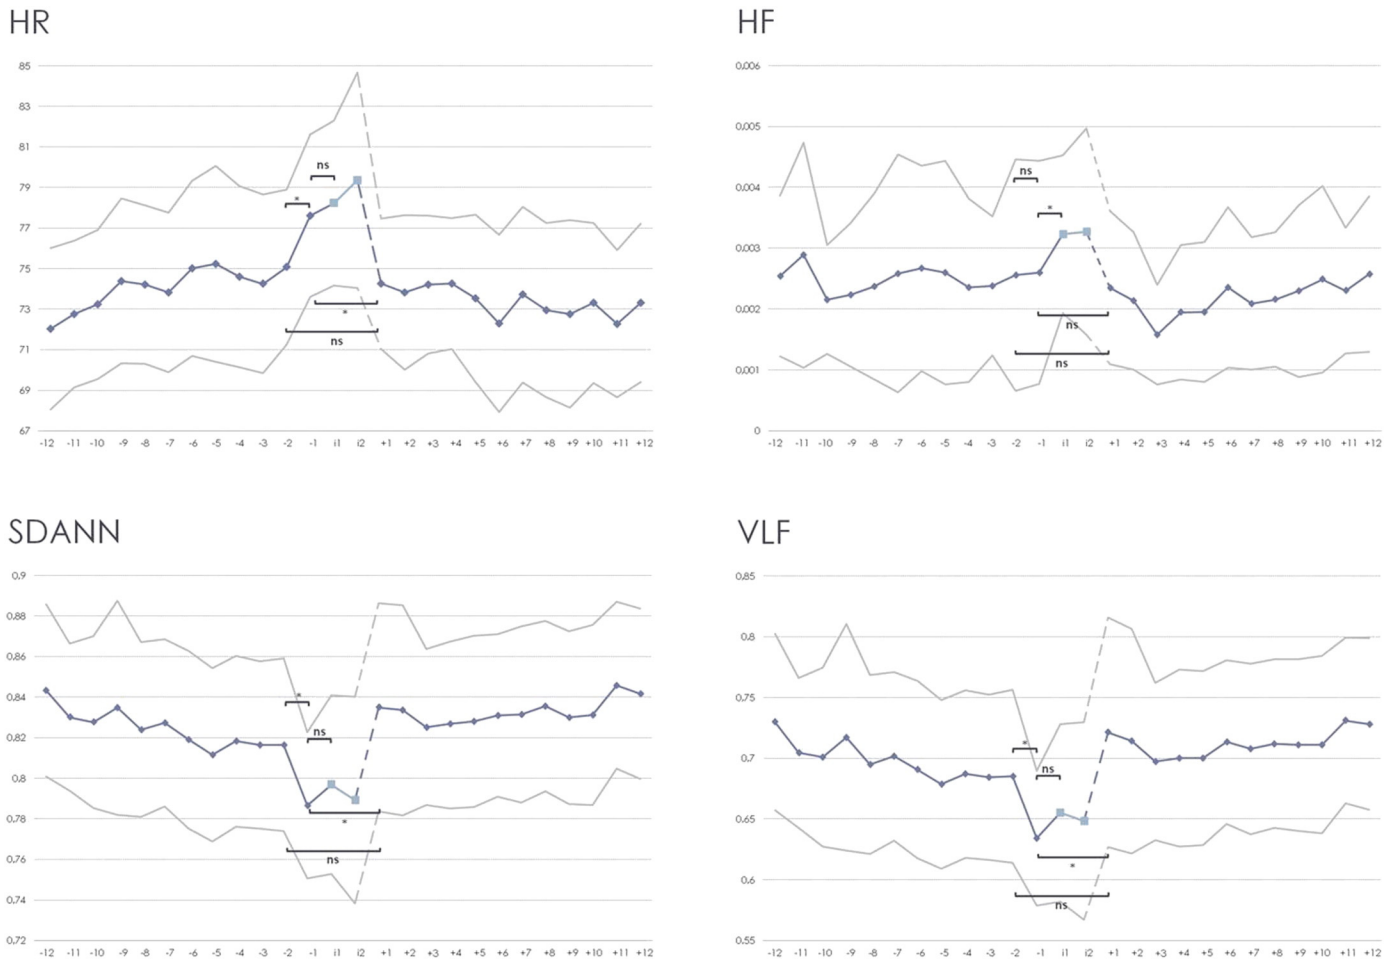 HR
85
83
81
79
77
75
73
71
69
67
ns
*
*
ns
-12 -11 -10 -9 -8 -7 -6 -5 -4 -3 -2 -1 i1 i2 +1 +2 +3 +4 +5 +6 +7 +8 +9 +10 +11 +12
HF
0,006
0,005
0,004
0,003
0,002
0,001
0
ns
*
ns
ns
-12 -11 -10 -9 -8 -7 -6 -5 -4 -3 -2 -1 i1 i2 +1 +2 +3 +4 +5 +6 +7 +8 +9 +10 +11 +12
SDANN
0,9
0,88
0,86
0,84
0,82
0,8
0,78
0,76
0,74
0,72
*
ns
*
ns
-12 -11 -10 -9 -8 -7 -6 -5 -4 -3 -2 -1 i1 i2 +1 +2 +3 +4 +5 +6 +7 +8 +9 +10 +11 +12
VLF
0,85
0,8
0,75
0,7
0,65
0,6
0,55
*
ns
*
ns
-12 -10 -9 -8 -7 -6 -5 -4 -3 -2 -1 i1 i2 +1 +2 +3 +4 +5 +6 +7 +8 +9 +10 +11 +12